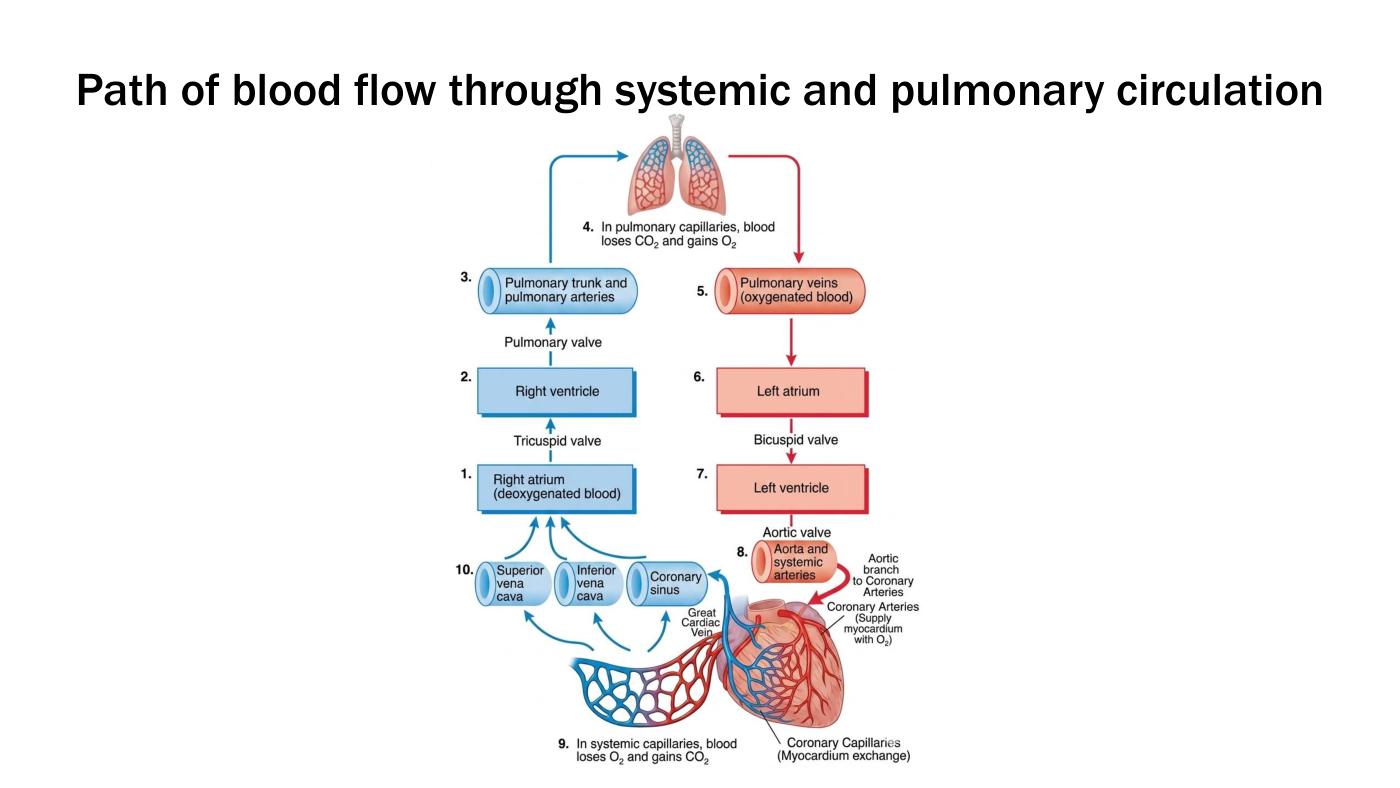 Path of blood flow through systemic and pulmonary circulation
4. In pulmonary capillaries, blood
loses CO2 and gains O2
3.
Pulmonary trunk and
pulmonary arteries
5.
Pulmonary veins
(oxygenated blood)
Pulmonary valve
2.
Right ventricle
6.
Left atrium
Tricuspid valve
Bicuspid valve
1.
Right atrium
(deoxygenated blood)
7.
Left ventricle
Aortic valve
8.
Aorta and
systemic
arteries
Aortic
branch
to Coronary
Arteries
10.
Superior
vena
cava
Inferior
vena
cava
Coronary
sinus
Great
Cardiac
Vein
Coronary Arteries
(Supply
myocardium
with O2)
9. In systemic capillaries, blood
loses O2 and gains CO2
Coronary Capillaries
(Myocardium exchange)